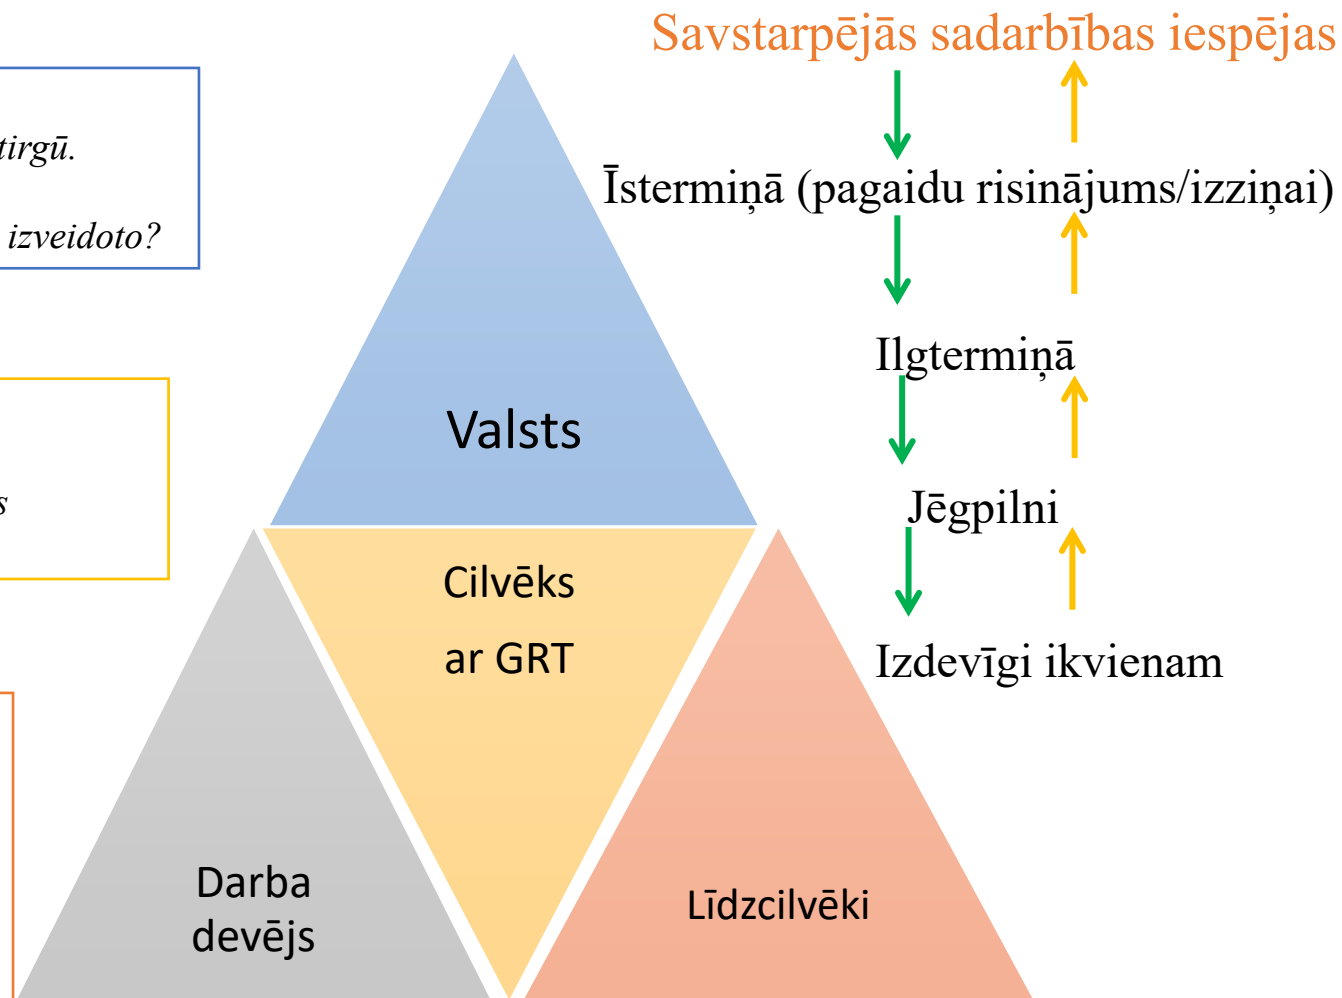 Savstarpējās sadarbības iespējas
tirgū.
izveidoto?
s
Īstermiņā (pagaidu risinājums/izziņai)
Ilgtermiņā
Jēgpilni
Izdevīgi ikvienam
Valsts
Cilvēks
ar GRT
Darba
devējs
Līdzcilvēki